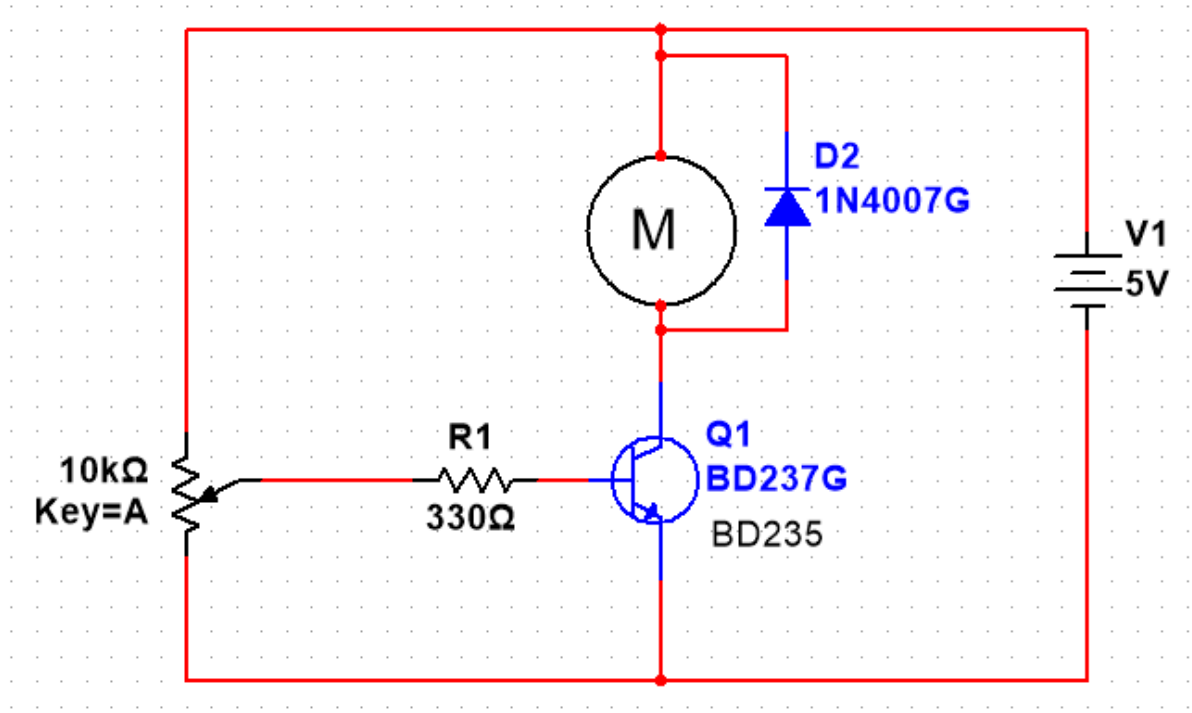 D2
1N4007G
M
V1
5V
R1
330Ω
10kΩ
Key=A
Q1
BD237G
BD235